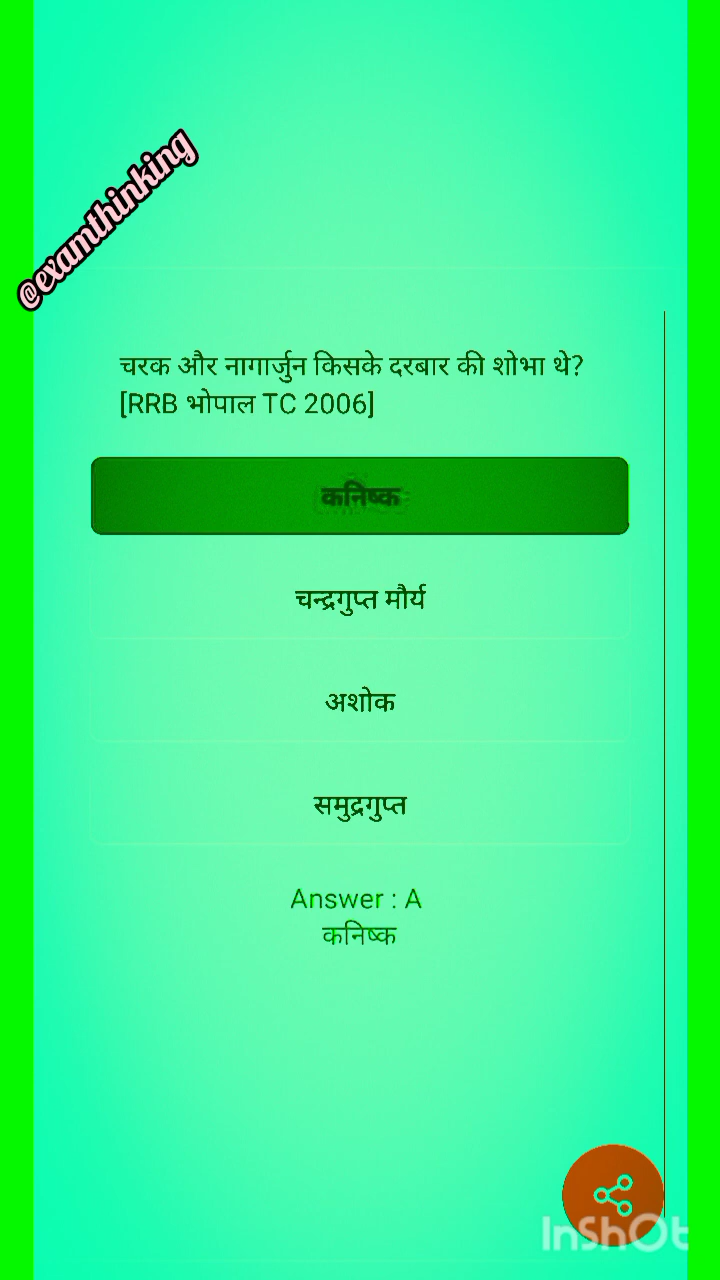 @examthinking
चरक और नागार्जुन किसके दरबार की शोभा थे?
[RRB भोपाल TC 2006]
कनिष्क
चन्द्रगुप्त मौर्य
अशोक
समुद्रगुप्त
Answer : A
कनिष्क
InShOt